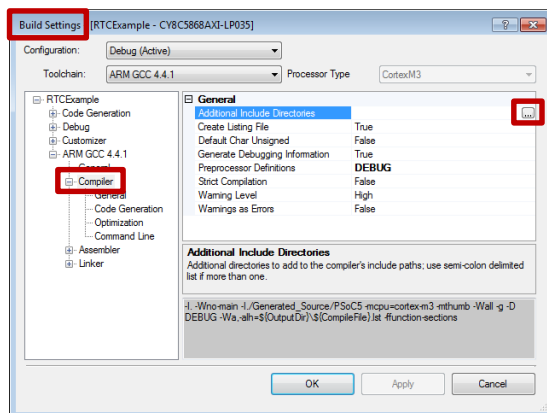 Build Settings [RTCExample - CY8C5868AXI-LP035]
Configuration: Debug (Active)
Toolchain: ARM GCC 4.4.1 Processor Type CortexM3
RTCExample
Code Generation
Debug
Customizer
ARM GCC 4.4.1
General
Compiler
General
Code Generation
Optimization
Command Line
Assembler
Linker
General
Additional Include Directories ...
Create Listing File True
Default Char Unsigned False
Generate Debugging Information True
Preprocessor Definitions DEBUG
Strict Compilation False
Warning Level High
Warnings as Errors False
Additional Include Directories
Additional directories to add to the compiler's include paths; use semi-colon delimited
list if more than one.
-I. -Wno-main -I./Generated_Source/PSoC5 -mcpu=cortex-m3 -mthumb -Wall -g -D
DEBUG -Wa,-alh=${OutputDir}\${CompileFile}.lst -ffunction-sections
OK Apply Cancel